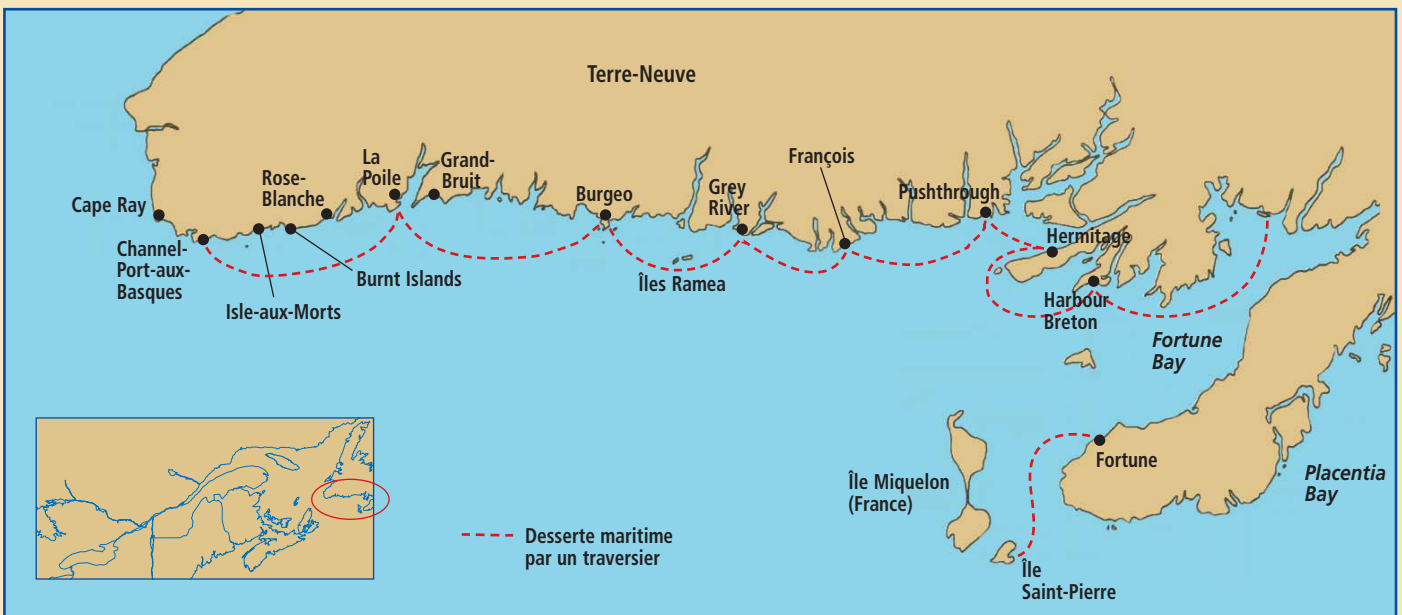 Terre-Neuve
Cape Ray
Channel-
Port-aux-
Basques
Isle-aux-Morts
Rose-
Blanche
Burnt Islands
La
Poile
Grand-
Bruit
Burgeo
Îles Ramea
Grey
River
François
Pushthrough
Hermitage
Harbour
Breton
Fortune
Bay
Fortune
Placentia
Bay
Île Miquelon
(France)
Île
Saint-Pierre
Desserte maritime
par un traversier